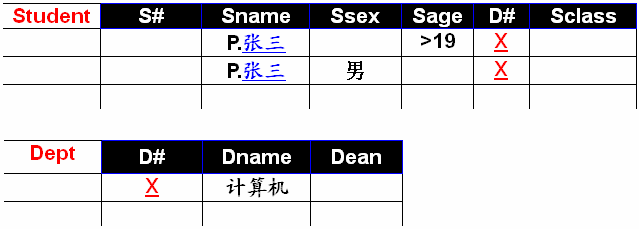 Student S# Sname Ssex Sage D# Sclass
P.张三 >19 X
P.张三 男 X
Dept D# Dname Dean
X 计算机